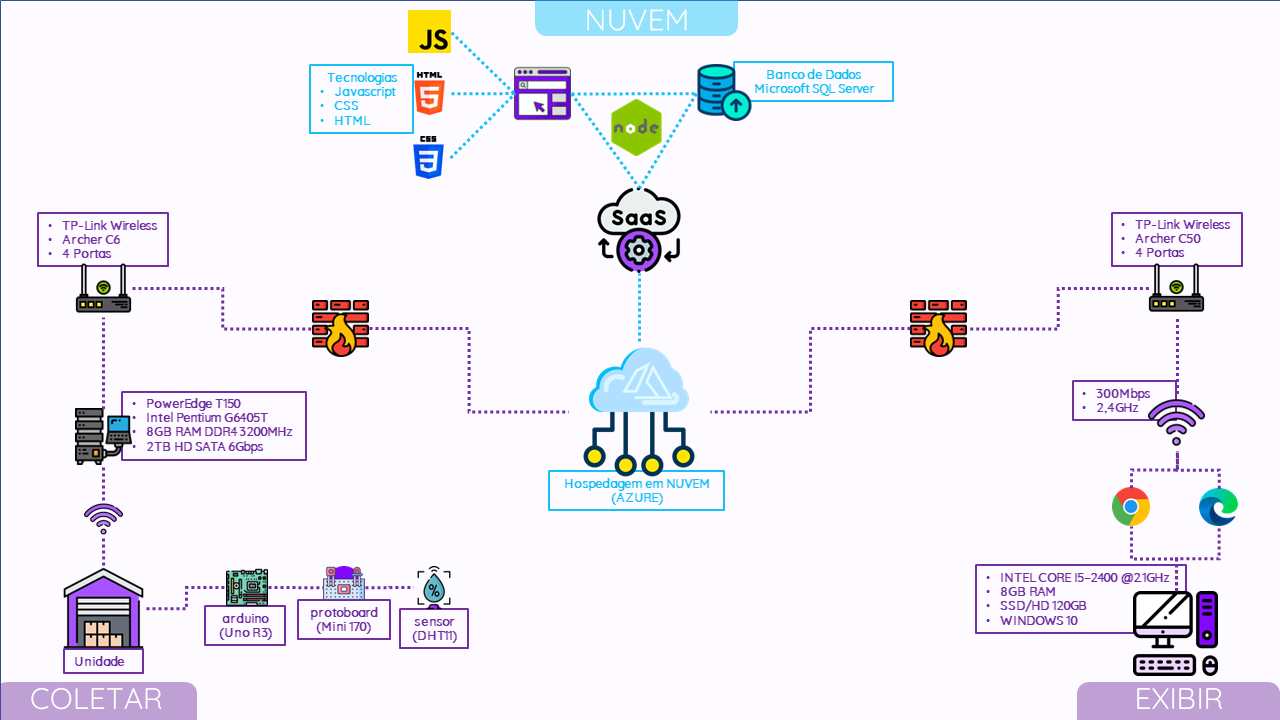 NUVEM
JS
HTML
5
CSS
3
Tecnologias
• Javascript
• CSS
• HTML
node
Banco de Dados
Microsoft SQL Server
SaaS
• TP-Link Wireless
• Archer C6
• 4 Portas
• TP-Link Wireless
• Archer C50
• 4 Portas
• PowerEdge T150
• Intel Pentium G6405T
• 8GB RAM DDR4 3200MHz
• 2TB HD SATA 6Gbps
• 300Mbps
• 2,4GHz
Hospedagem em NUVEM
(AZURE)
arduino
(Uno R3)
protoboard
(Mini 170)
%
sensor
(DHT11)
Unidade
• INTEL CORE I5-2400 @2.1GHz
• 8GB RAM
• SSD/HD 120GB
• WINDOWS 10
COLETAR
EXIBIR